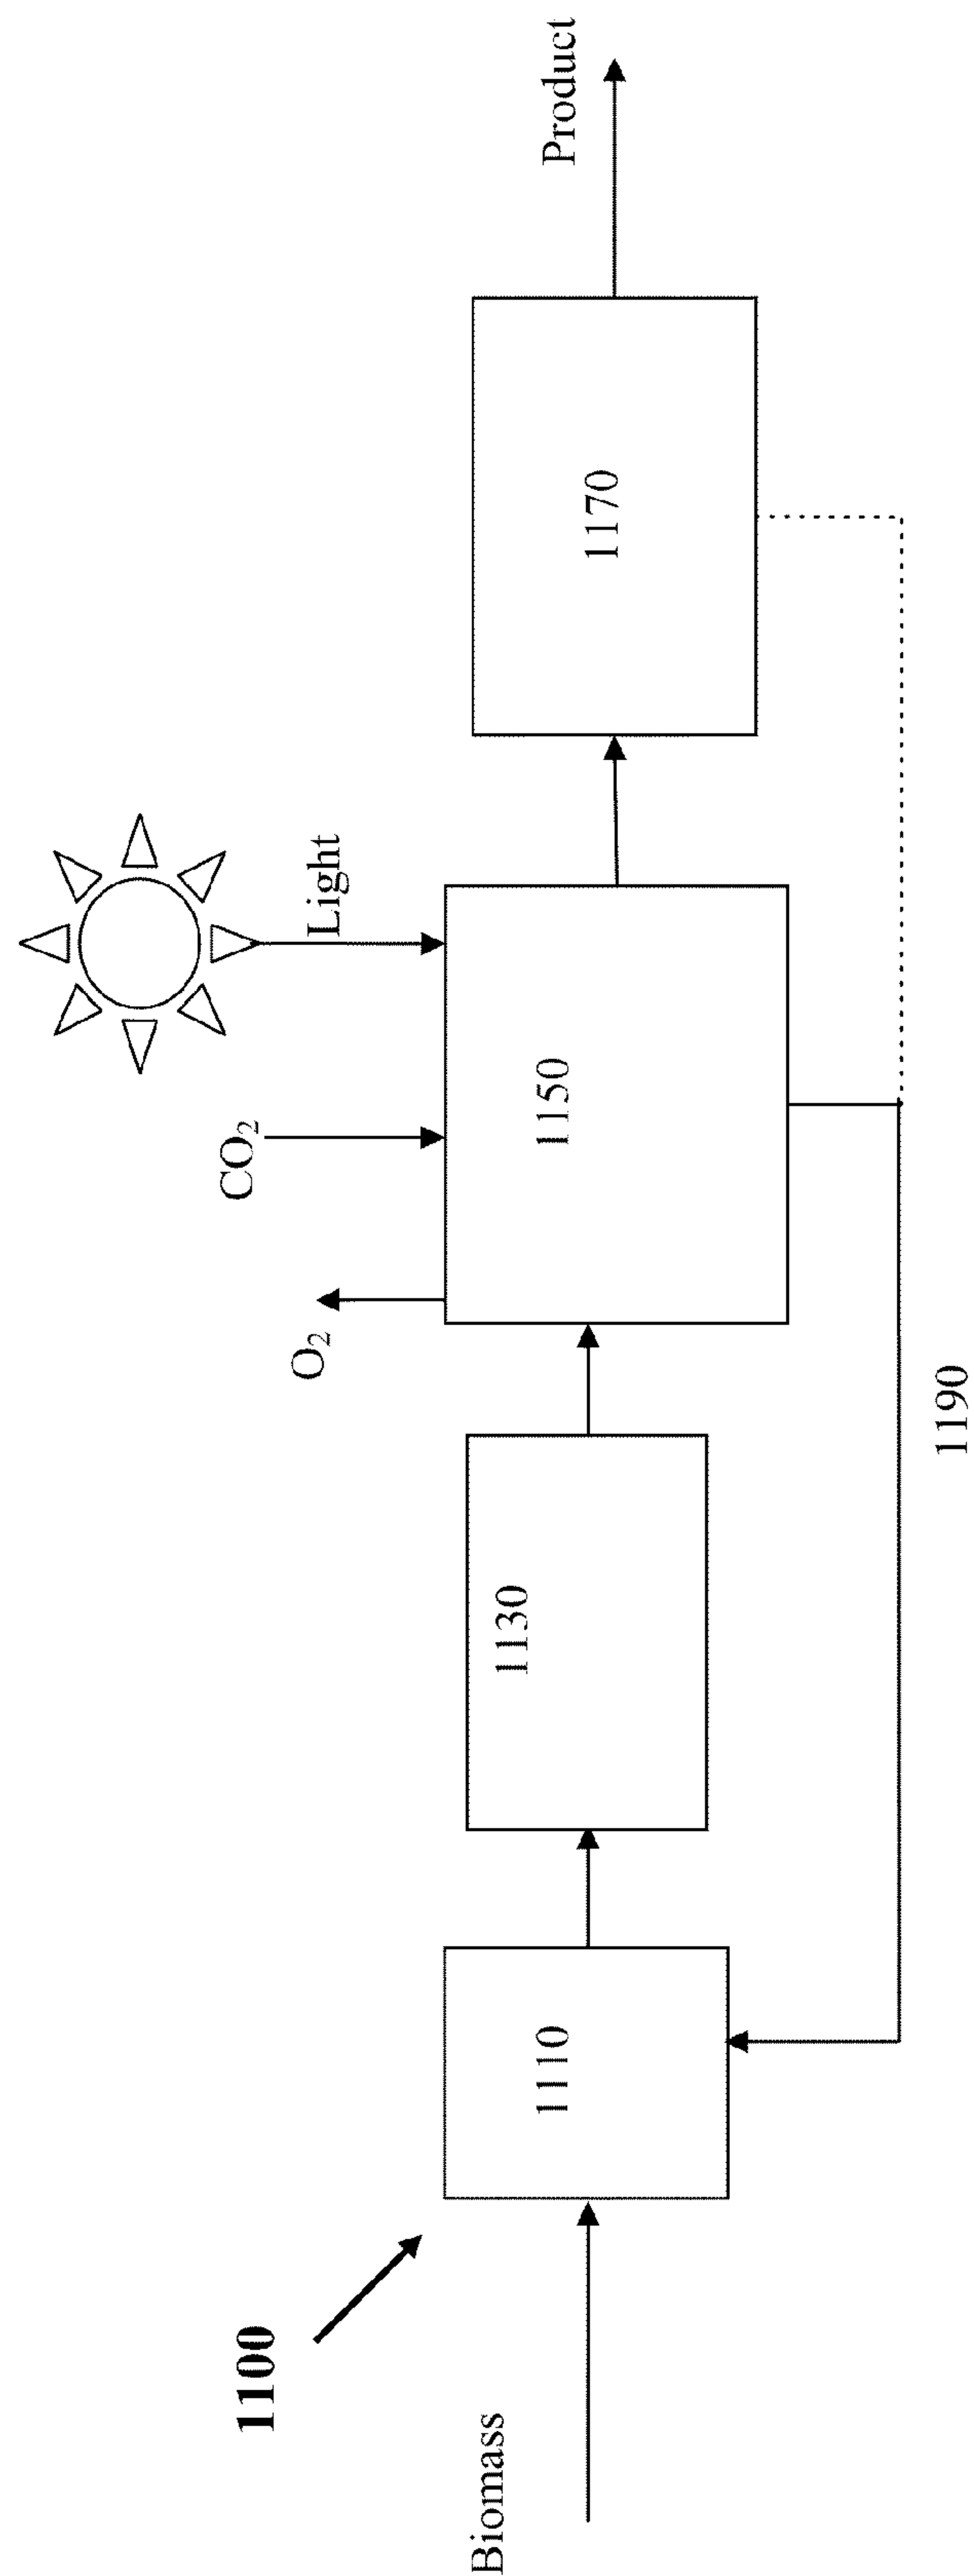 1100
Biomass
1110
1130
O₂
CO₂
Light
1150
1170
Product
1190